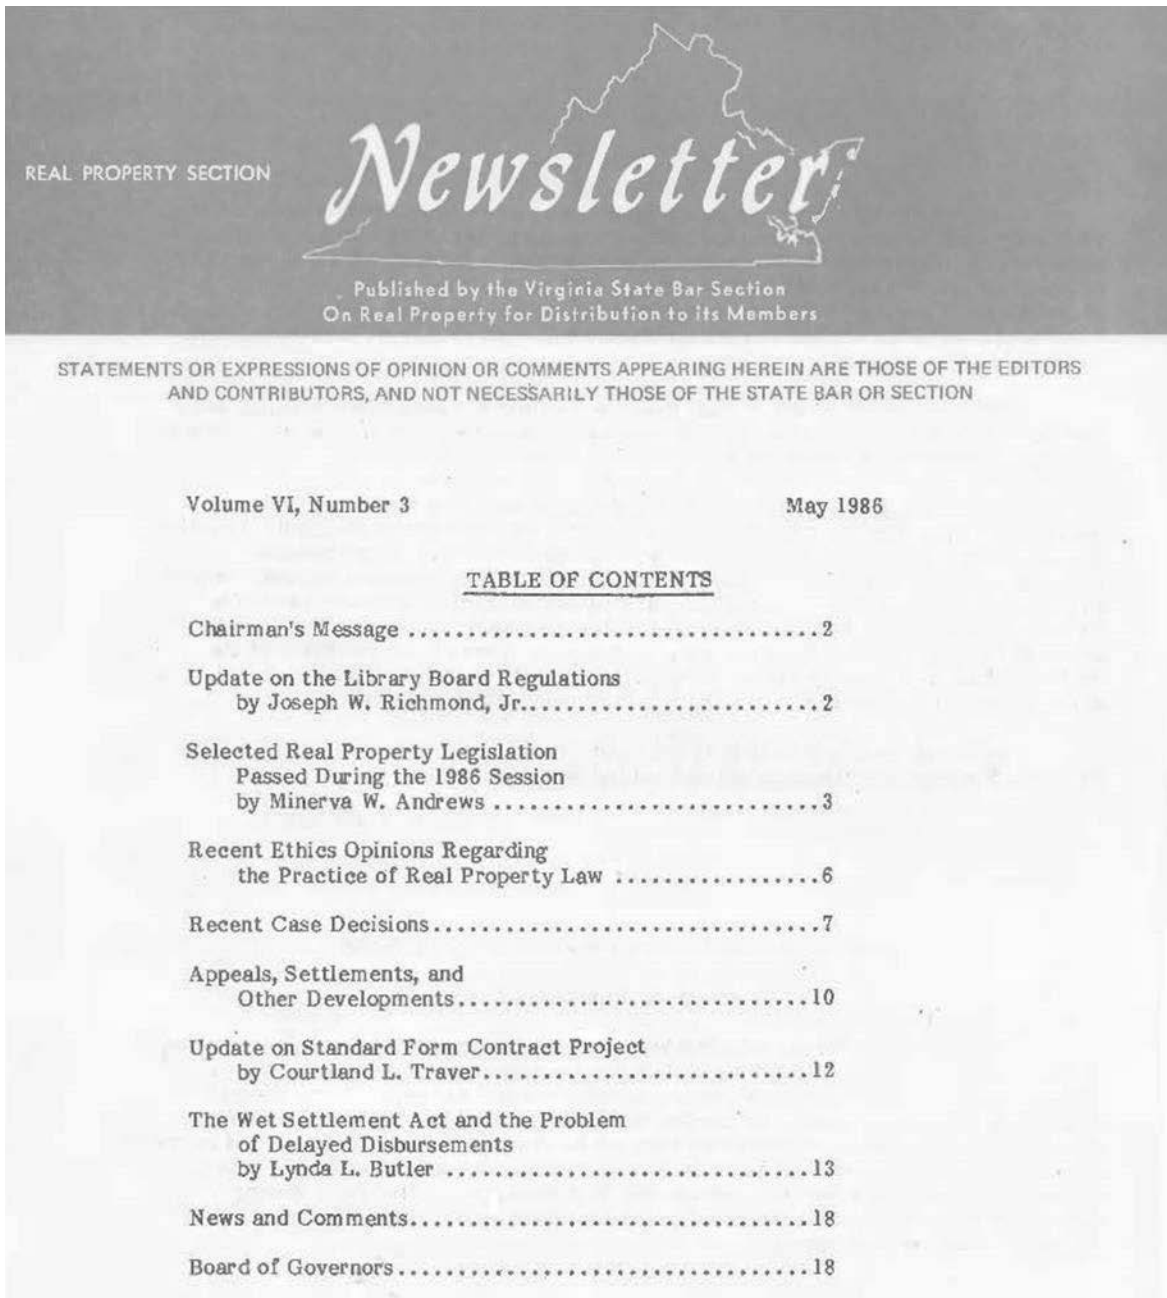 REAL PROPERTY SECTION
Newsletter
Published by the Virginia State Bar Section
On Real Property for Distribution to its Members
STATEMENTS OR EXPRESSIONS OF OPINION OR COMMENTS APPEARING HEREIN ARE THOSE OF THE EDITORS
AND CONTRIBUTORS, AND NOT NECESSARILY THOSE OF THE STATE BAR OR SECTION
Volume VI, Number 3 May 1986
TABLE OF CONTENTS
Chairman's Message ..................................2
Update on the Library Board Regulations
by Joseph W. Richmond, Jr..........................2
Selected Real Property Legislation
Passed During the 1986 Session
by Minerva W. Andrews ...........................3
Recent Ethics Opinions Regarding
the Practice of Real Property Law .................6
Recent Case Decisions................................7
Appeals, Settlements, and
Other Developments.............................10
Update on Standard Form Contract Project
by Courtland L. Traver...........................12
The Wet Settlement Act and the Problem
of Delayed Disbursements
by Lynda L. Butler ..............................13
News and Comments.................................18
Board of Governors..................................18